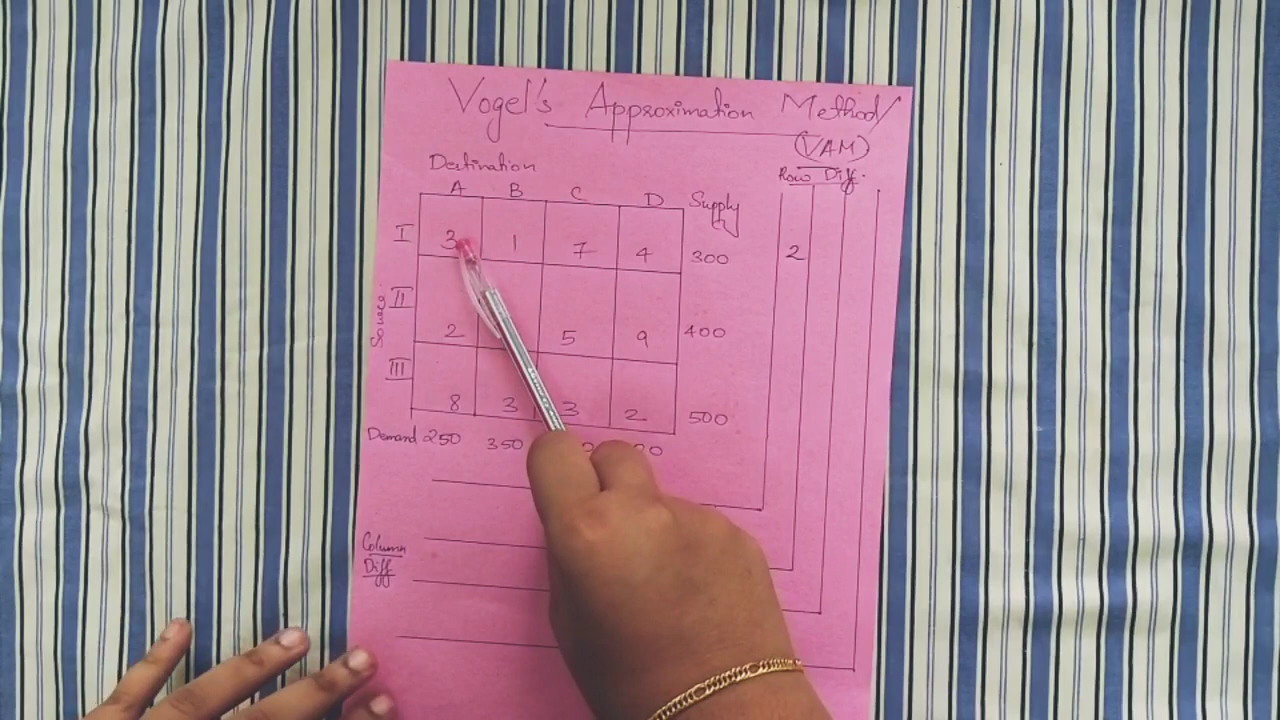 Vogel's Approximation Method/
(VAM)
Destination
Row Diff.
A B C D Supply
I 3 1 7 4 300 2
Source
II 2 5 9 400
III 8 3 3 2 500
Demand 250 350
Column
Diff